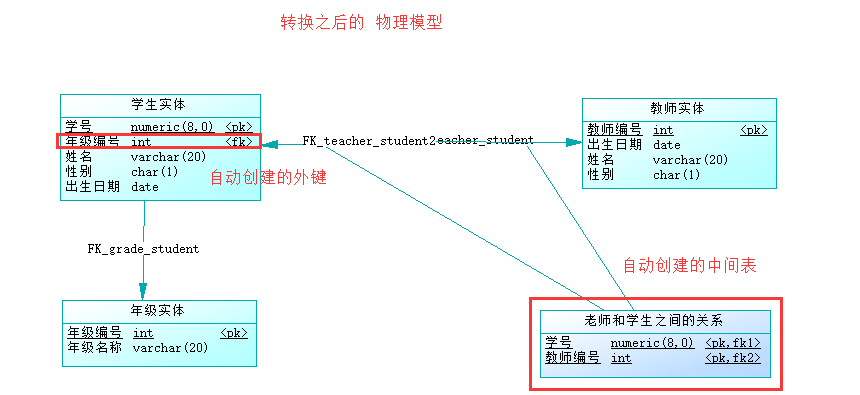 转换之后的 物理模型
学生实体
学号 numeric(8,0) <pk>
年级编号 int <fk>
姓名 varchar(20)
性别 char(1)
出生日期 date
自动创建的外键
FK_teacher_student2
eacher_student
教师实体
教师编号 int <pk>
出生日期 date
姓名 varchar(20)
性别 char(1)
FK_grade_student
年级实体
年级编号 int <pk>
年级名称 varchar(20)
自动创建的中间表
老师和学生之间的关系
学号 numeric(8,0) <pk,fk1>
教师编号 int <pk,fk2>